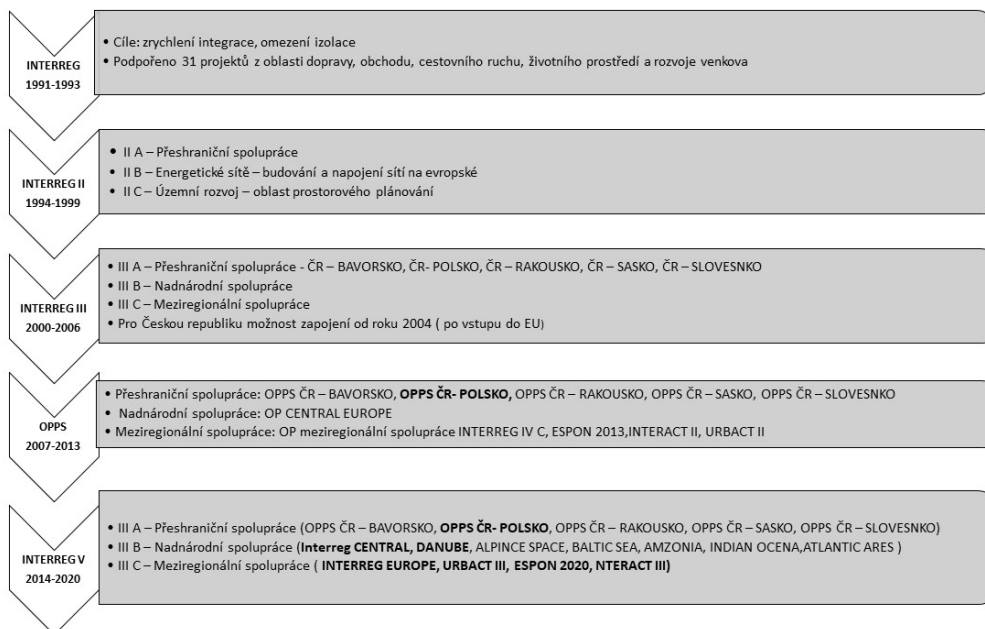 INTERREG
1991-1993
• Cíle: zrychlení integrace, omezení izolace
• Podpořeno 31 projektů z oblasti dopravy, obchodu, cestovního ruchu, životního prostředí a rozvoje venkova
INTERREG II
1994-1999
• II A – Přeshraniční spolupráce
• II B – Energetické sítě – budování a napojení sítí na evropské
• II C – Územní rozvoj – oblast prostorového plánování
INTERREG III
2000-2006
• III A – Přeshraniční spolupráce - ČR – BAVORSKO, ČR- POLSKO, ČR – RAKOUSKO, ČR – SASKO, ČR – SLOVESNKO
• III B – Nadnárodní spolupráce
• III C – Meziregionální spolupráce
• Pro Českou republiku možnost zapojení od roku 2004 ( po vstupu do EU)
OPPS
2007-2013
• Přeshraniční spolupráce: OPPS ČR – BAVORSKO, OPPS ČR- POLSKO, OPPS ČR – RAKOUSKO, OPPS ČR – SASKO, OPPS ČR – SLOVESNKO
• Nadnárodní spolupráce: OP CENTRAL EUROPE
• Meziregionální spolupráce: OP meziregionální spolupráce INTERREG IV C, ESPON 2013,INTERACT II, URBACT II
INTERREG V
2014-2020
• III A – Přeshraniční spolupráce (OPPS ČR – BAVORSKO, OPPS ČR- POLSKO, OPPS ČR – RAKOUSKO, OPPS ČR – SASKO, OPPS ČR – SLOVESNKO)
• III B – Nadnárodní spolupráce (Interreg CENTRAL, DANUBE, ALPINCE SPACE, BALTIC SEA, AMZONIA, INDIAN OCENA,ATLANTIC ARES )
• III C – Meziregionální spolupráce ( INTERREG EUROPE, URBACT III, ESPON 2020, NTERACT III)